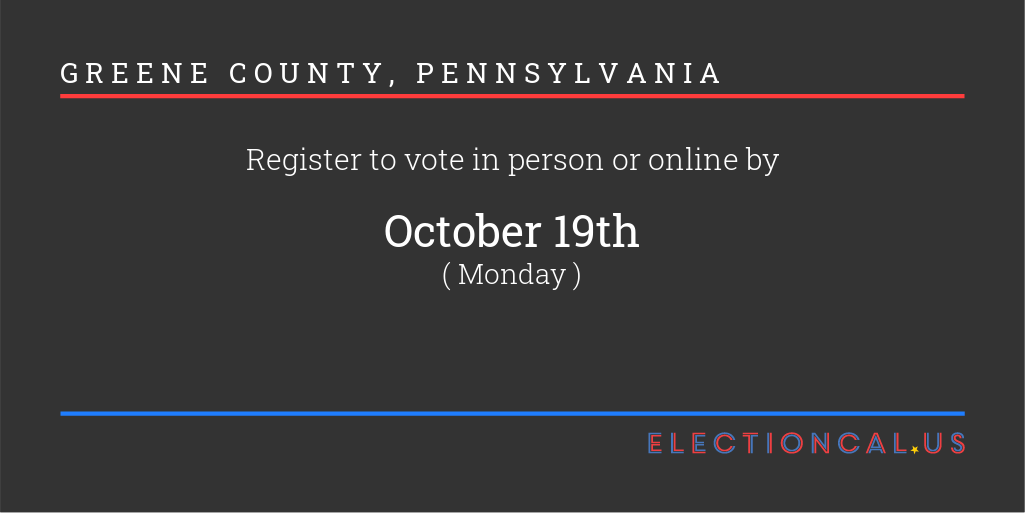 GREENE COUNTY, PENNSYLVANIA
Register to vote in person or online by
October 19th
( Monday )
ELECTIONCAL.US